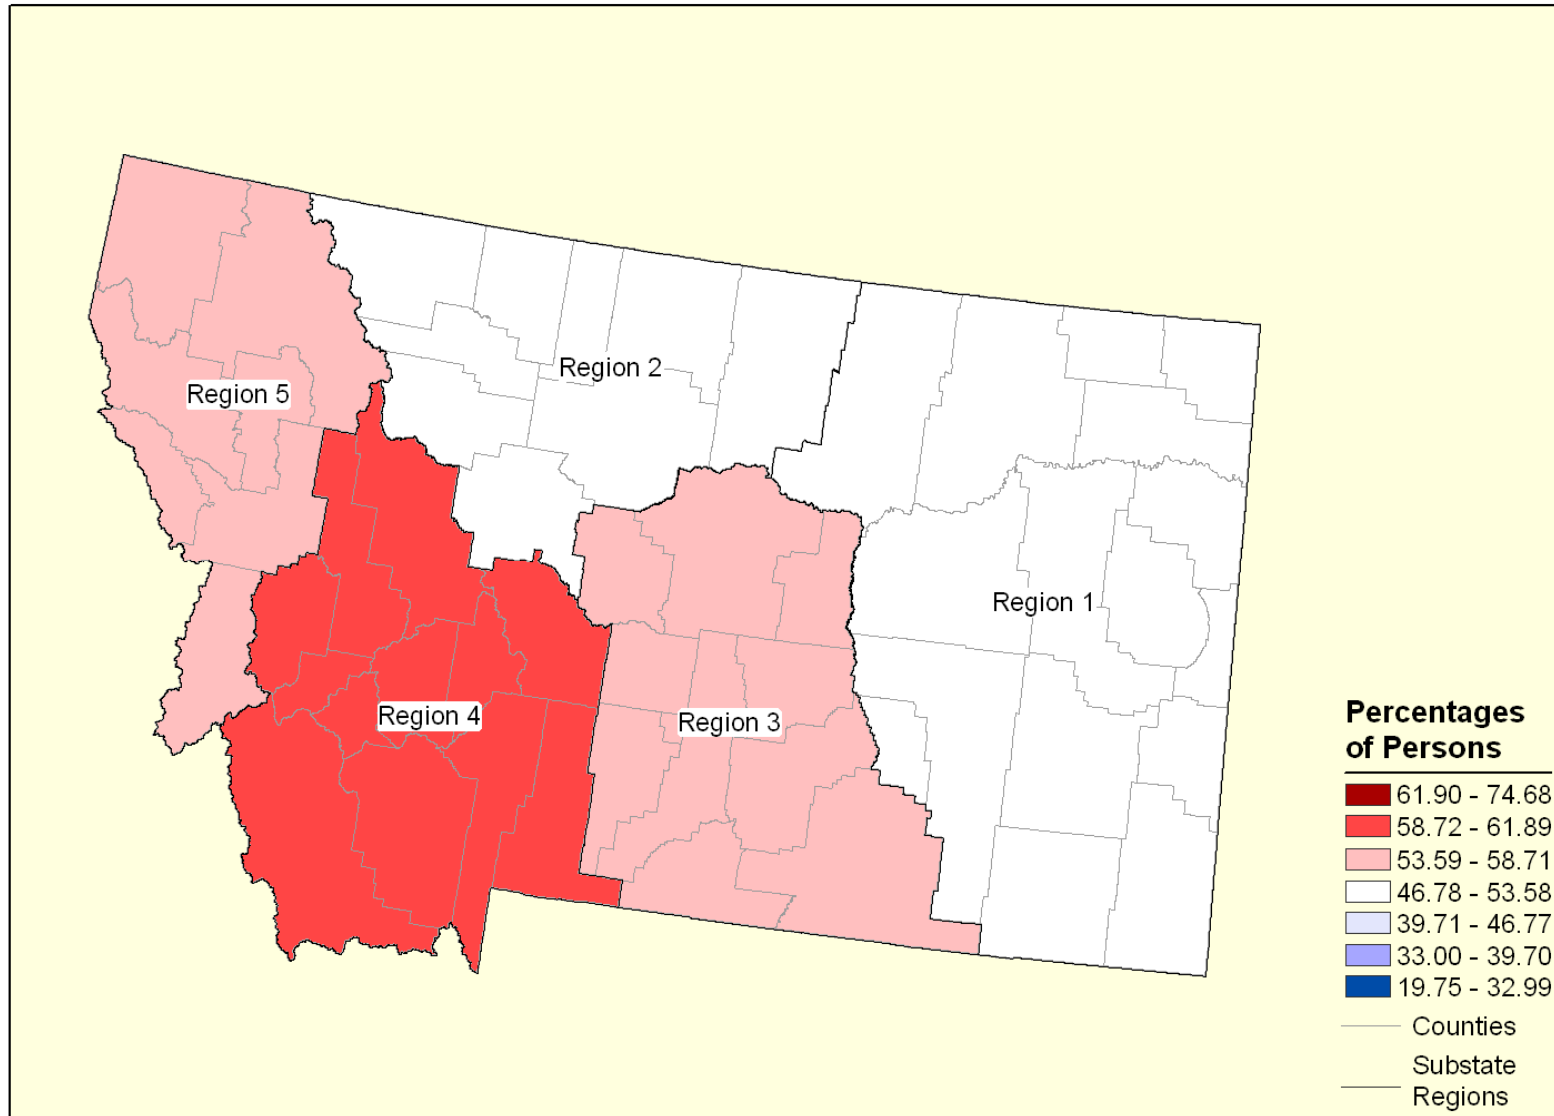 Region 2
Region 5
Region 1
Region 4
Region 3
Percentages
of Persons
61.90 - 74.68
58.72 - 61.89
53.59 - 58.71
46.78 - 53.58
39.71 - 46.77
33.00 - 39.70
19.75 - 32.99
Counties
Substate
Regions